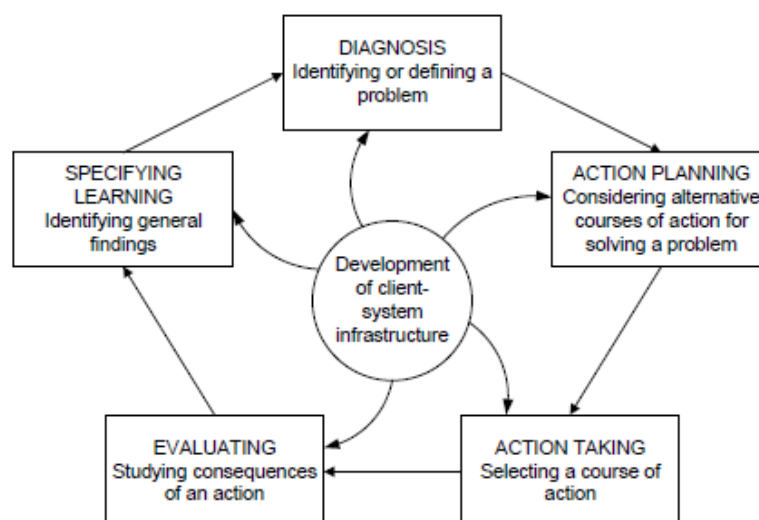 DIAGNOSIS
Identifying or defining a
problem
SPECIFYING
LEARNING
Identifying general
findings
ACTION PLANNING
Considering alternative
courses of action for
solving a problem
Development
of client-
system
infrastructure
EVALUATING
Studying consequences
of an action
ACTION TAKING
Selecting a course of
action